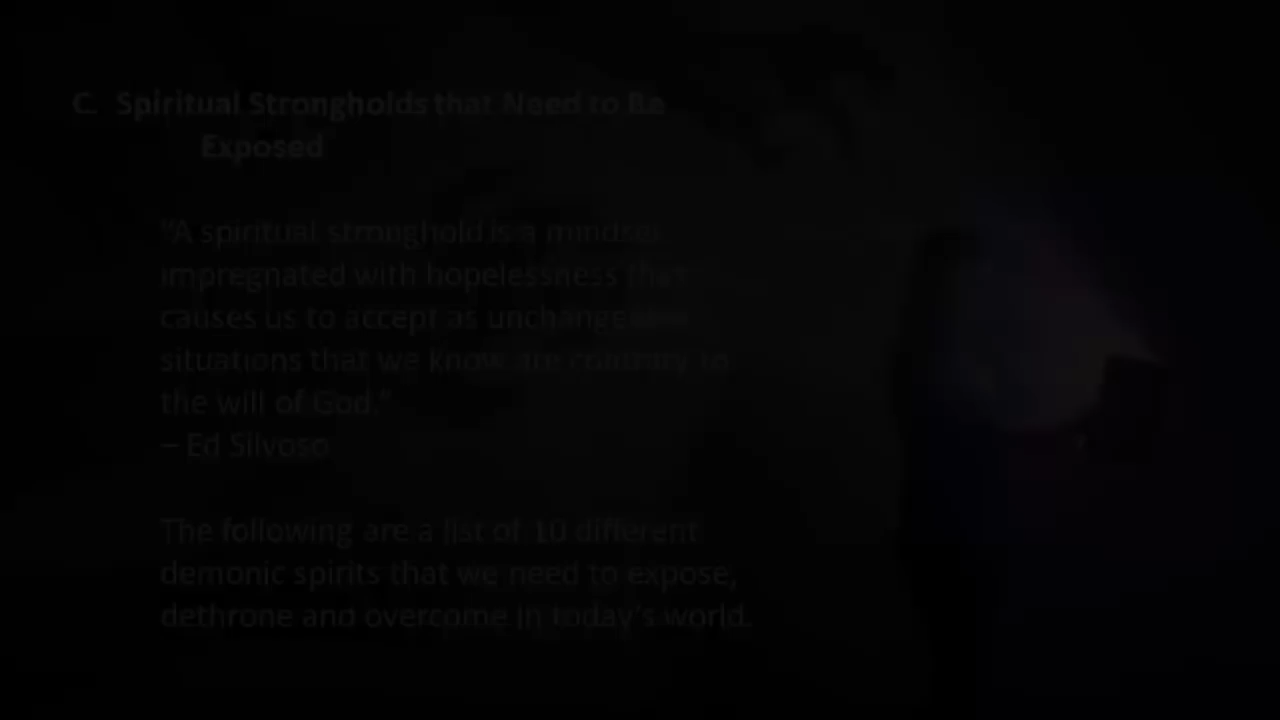 C. Spiritual Strongholds that Need to Be
Exposed
"A spiritual stronghold is a mindset
impregnated with hopelessness that
causes us to accept as unchangeable
situations that we know are contrary to
the will of God."
– Ed Silvoso
The following are a list of 10 different
demonic spirits that we need to expose,
dethrone and overcome in today's world.